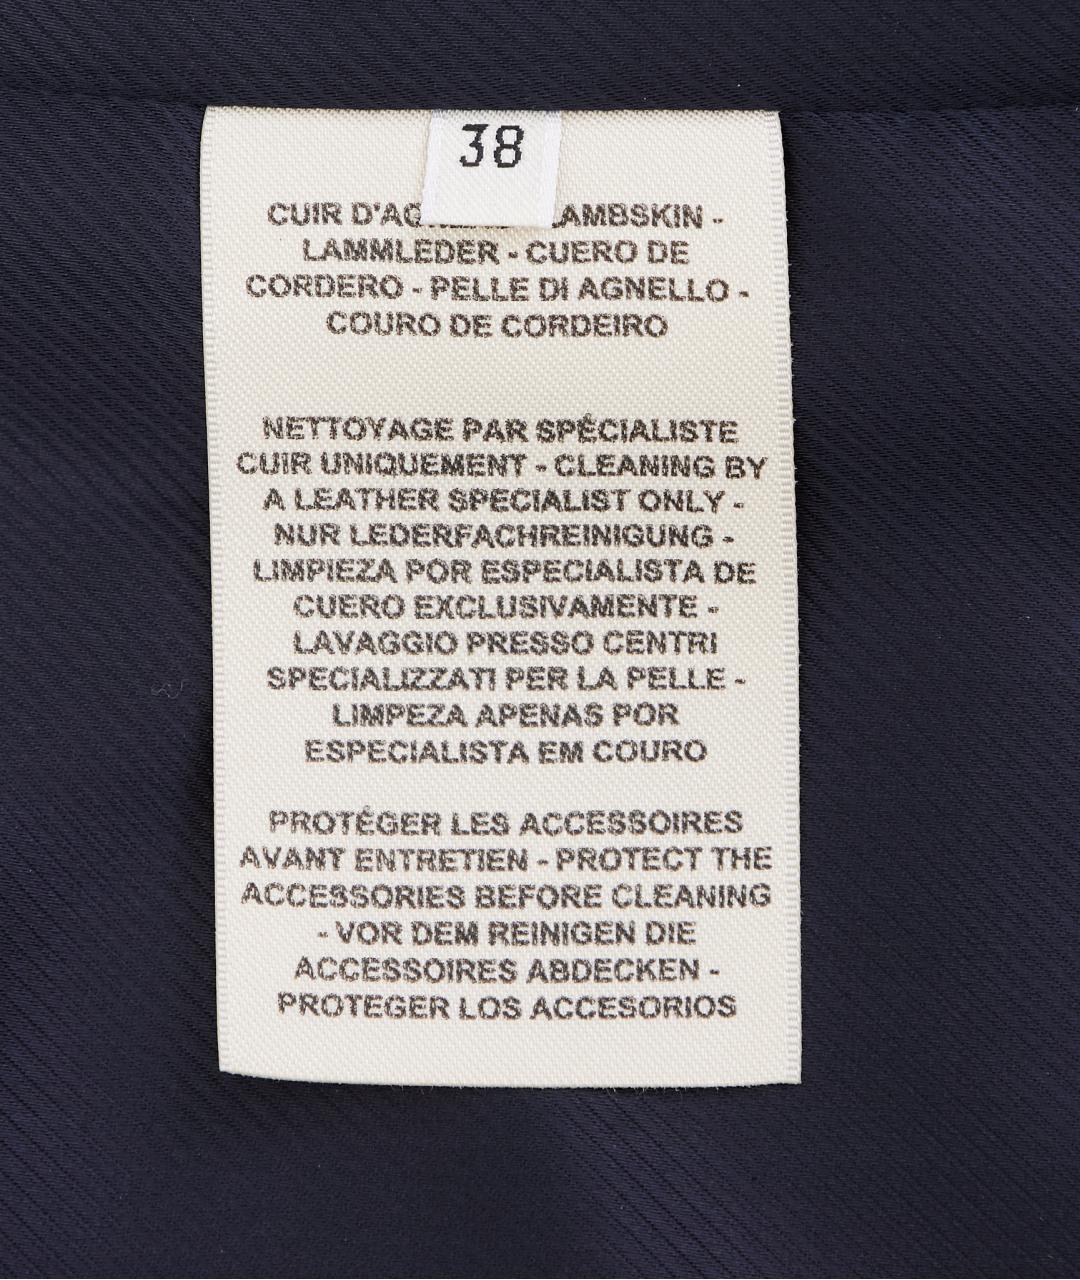 38
CUIR AMBSKIN -
LAMMLEDER - CUERO DE
CORDERO - PELLE DI AGNELLO -
COURO DE CORDEIRO
NETTOYAGE PAR SPÉCIALISTE
CUIR UNIQUEMENT - CLEANING BY
A LEATHER SPECIALIST ONLY -
NUR LEDERFACHREINIGUNG -
LIMPIEZA POR ESPECIALISTA DE
CUERO EXCLUSIVAMENTE -
LAVAGGIO PRESSO CENTRI
SPECIALIZZATI PER LA PELLE -
LIMPEZA APENAS POR
ESPECIALISTA EM COURO
PROTÉGER LES ACCESSOIRES
AVANT ENTRETIEN - PROTECT THE
ACCESSORIES BEFORE CLEANING
- VOR DEM REINIGEN DIE
ACCESSOIRES ABDECKEN -
PROTEGER LOS ACCESORIOS